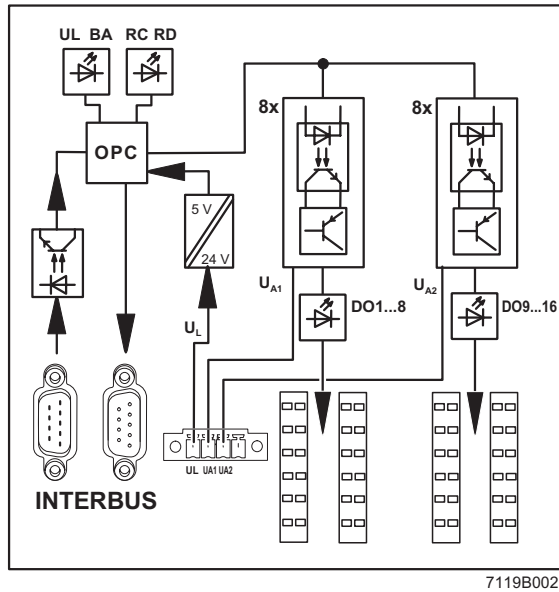 UL BA RC RD
8x 8x
OPC
5 V
24 V
UA1 UA2
DO1...8 DO9...16
UL
UL UA1 UA2
INTERBUS
7119B002